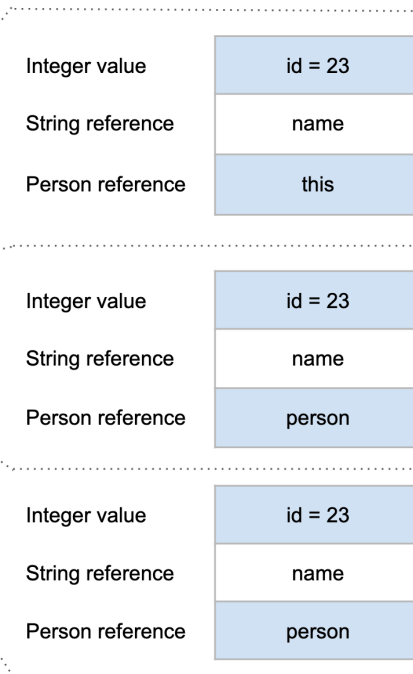 Integer value id = 23
String reference name
Person reference this
Integer value id = 23
String reference name
Person reference person
Integer value id = 23
String reference name
Person reference person